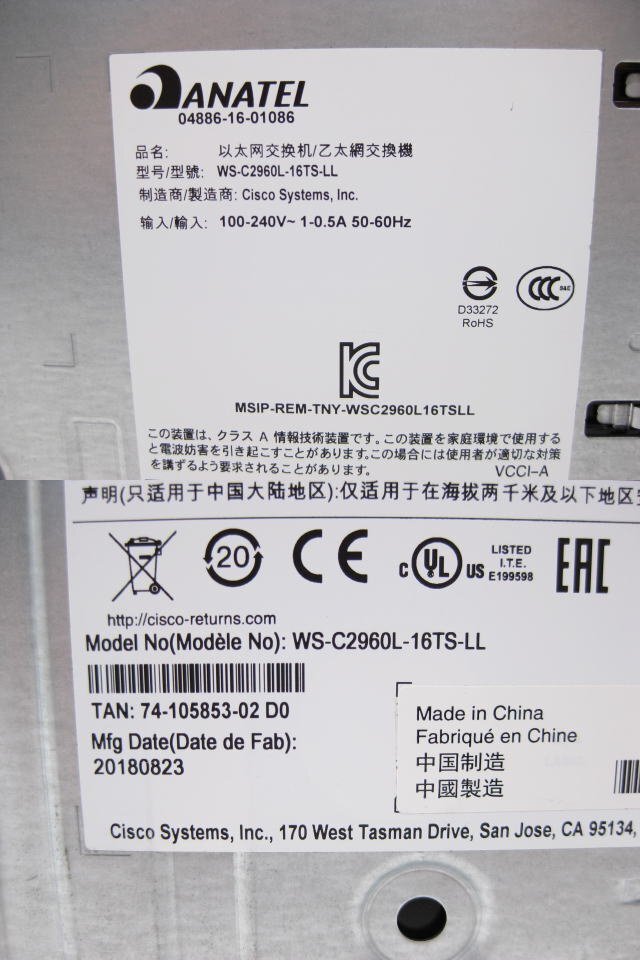 ANATEL
04886-16-01086
品名: 以太网交换机/乙太網交換機
型号/型號: WS-C2960L-16TS-LL
制造商/製造商: Cisco Systems, Inc.
输入/輸入: 100-240V~ 1-0.5A 50-60Hz
D33272
RoHS
CCC S&E
KC
MSIP-REM-TNY-WSC2960L16TSLL
この装置は、クラス A 情報技術装置です。この装置を家庭環境で使用する
と電波妨害を引き起こすことがあります。この場合には使用者が適切な対策
を講ずるよう要求されることがあります。 VCCI-A
声明(只适用于中国大陆地区):仅适用于在海拔两千米及以下地区
20
CE
c UL US LISTED
I.T.E.
E199598
EAC
http://cisco-returns.com
Model No(Modèle No): WS-C2960L-16TS-LL
TAN: 74-105853-02 D0
Mfg Date(Date de Fab):
20180823
Made in China
Fabriqué en Chine
中国制造
中國製造
Cisco Systems, Inc., 170 West Tasman Drive, San Jose, CA 95134,